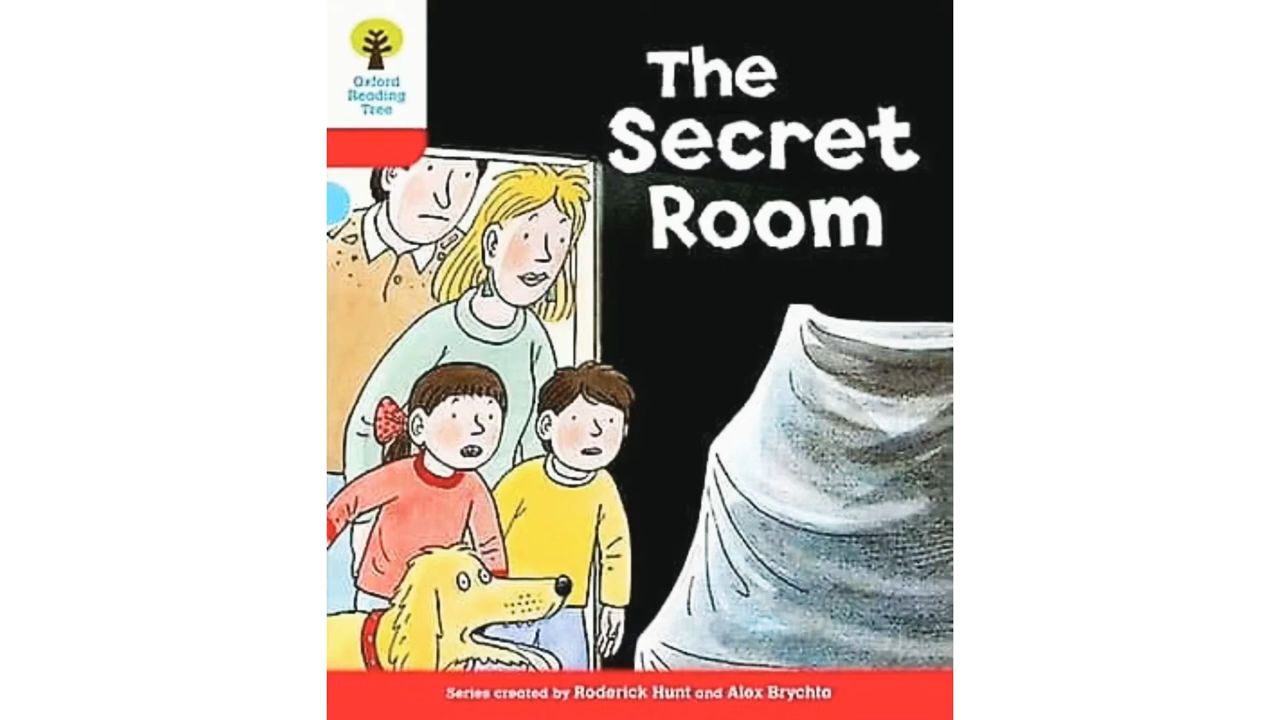 Oxford
Reading
Tree
The
Secret
Room
Series created by Roderick Hunt and Alex Brychta